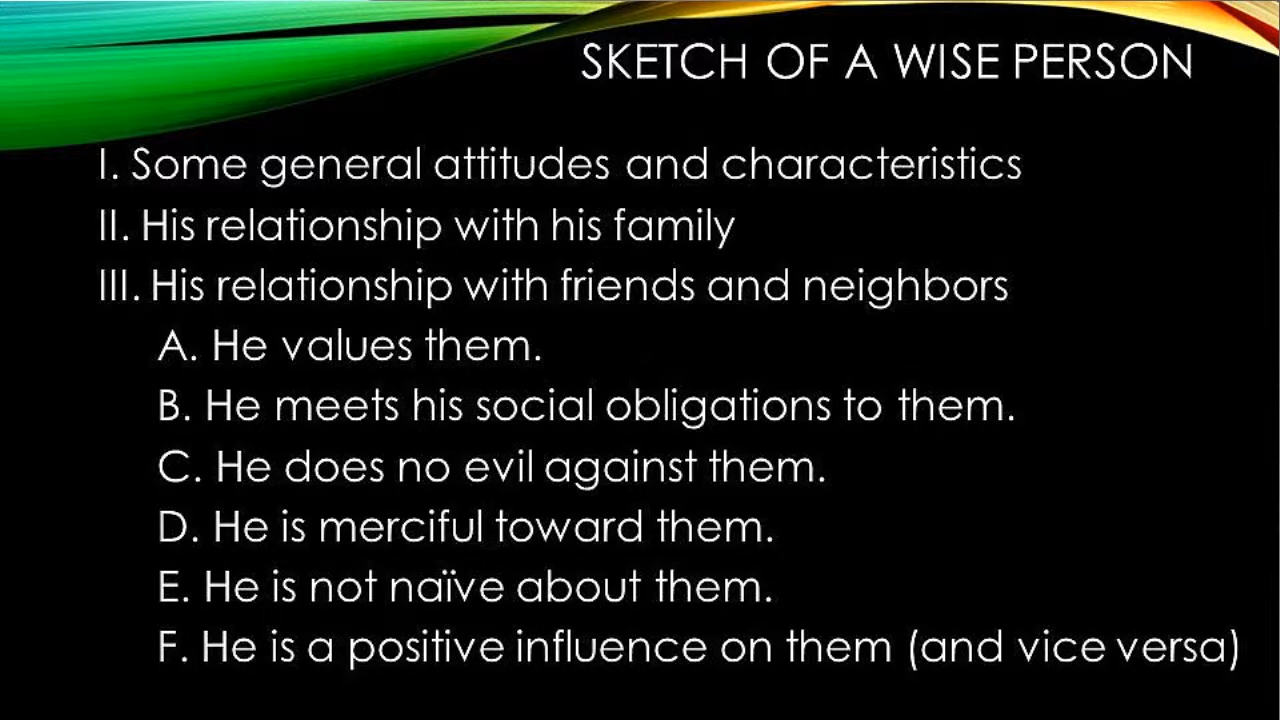 SKETCH OF A WISE PERSON
I. Some general attitudes and characteristics
II. His relationship with his family
III. His relationship with friends and neighbors
A. He values them.
B. He meets his social obligations to them.
C. He does no evil against them.
D. He is merciful toward them.
E. He is not naïve about them.
F. He is a positive influence on them (and vice versa)